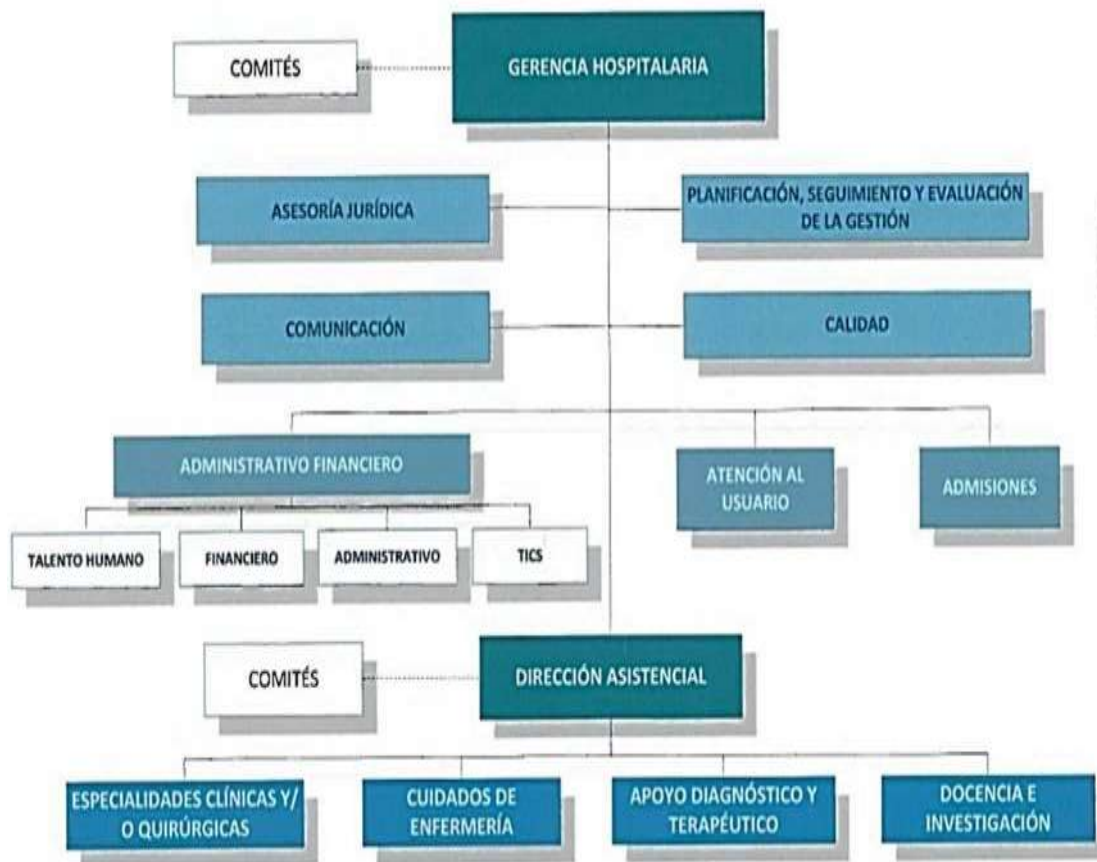 COMITÉS
GERENCIA HOSPITALARIA
ASESORÍA JURÍDICA
PLANIFICACIÓN, SEGUIMIENTO Y EVALUACIÓN
DE LA GESTIÓN
COMUNICACIÓN
CALIDAD
ADMINISTRATIVO FINANCIERO
ATENCIÓN AL
USUARIO
ADMISIONES
TALENTO HUMANO
FINANCIERO
ADMINISTRATIVO
TICS
COMITÉS
DIRECCIÓN ASISTENCIAL
ESPECIALIDADES CLÍNICAS Y/
O QUIRÚRGICAS
CUIDADOS DE
ENFERMERÍA
APOYO DIAGNÓSTICO Y
TERAPÉUTICO
DOCENCIA E
INVESTIGACIÓN